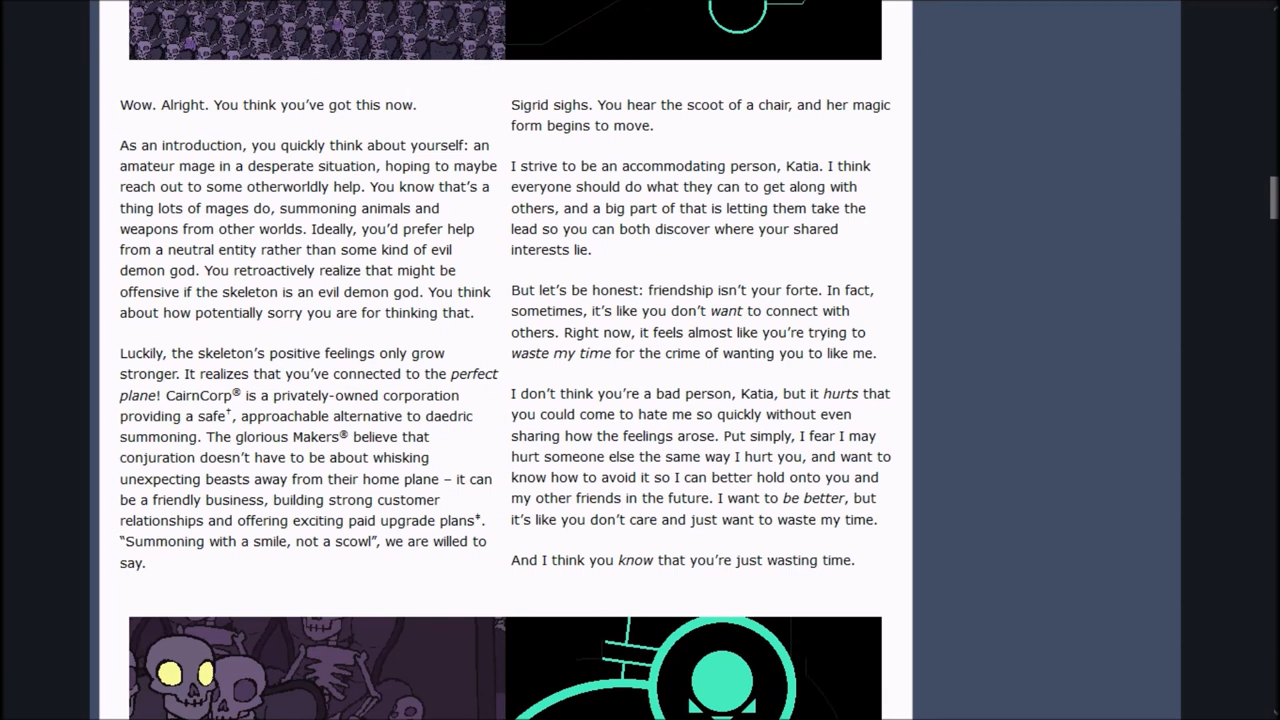 Wow. Alright. You think you’ve got this now.
As an introduction, you quickly think about yourself: an
amateur mage in a desperate situation, hoping to maybe
reach out to some otherworldly help. You know that’s a
thing lots of mages do, summoning animals and
weapons from other worlds. Ideally, you’d prefer help
from a neutral entity rather than some kind of evil
demon god. You retroactively realize that might be
offensive if the skeleton is an evil demon god. You think
about how potentially sorry you are for thinking that.
Luckily, the skeleton’s positive feelings only grow
stronger. It realizes that you’ve connected to the perfect
plane! CairnCorp® is a privately-owned corporation
providing a safe†, approachable alternative to daedric
summoning. The glorious Makers® believe that
conjuration doesn’t have to be about whisking
unexpecting beasts away from their home plane – it can
be a friendly business, building strong customer
relationships and offering exciting paid upgrade plans‡.
“Summoning with a smile, not a scowl”, we are willed to
say.
Sigrid sighs. You hear the scoot of a chair, and her magic
form begins to move.
I strive to be an accommodating person, Katia. I think
everyone should do what they can to get along with
others, and a big part of that is letting them take the
lead so you can both discover where your shared
interests lie.
But let’s be honest: friendship isn’t your forte. In fact,
sometimes, it’s like you don’t want to connect with
others. Right now, it feels almost like you’re trying to
waste my time for the crime of wanting you to like me.
I don’t think you’re a bad person, Katia, but it hurts that
you could come to hate me so quickly without even
sharing how the feelings arose. Put simply, I fear I may
hurt someone else the same way I hurt you, and want to
know how to avoid it so I can better hold onto you and
my other friends in the future. I want to be better, but
it’s like you don’t care and just want to waste my time.
And I think you know that you’re just wasting time.